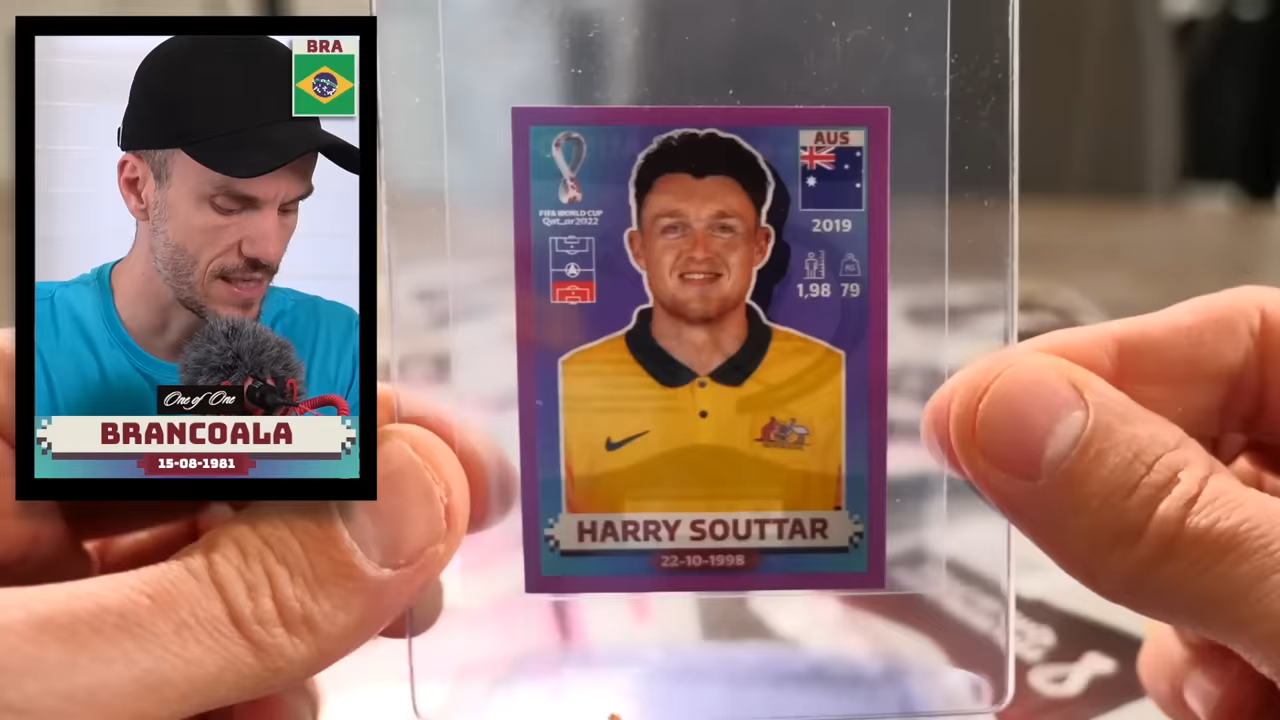 BRA
One of One
BRANCOALA
15-08-1981
FIFA WORLD CUP
Qatar2022
AUS
2019
KG
1,98 79
HARRY SOUTTAR
22-10-1998